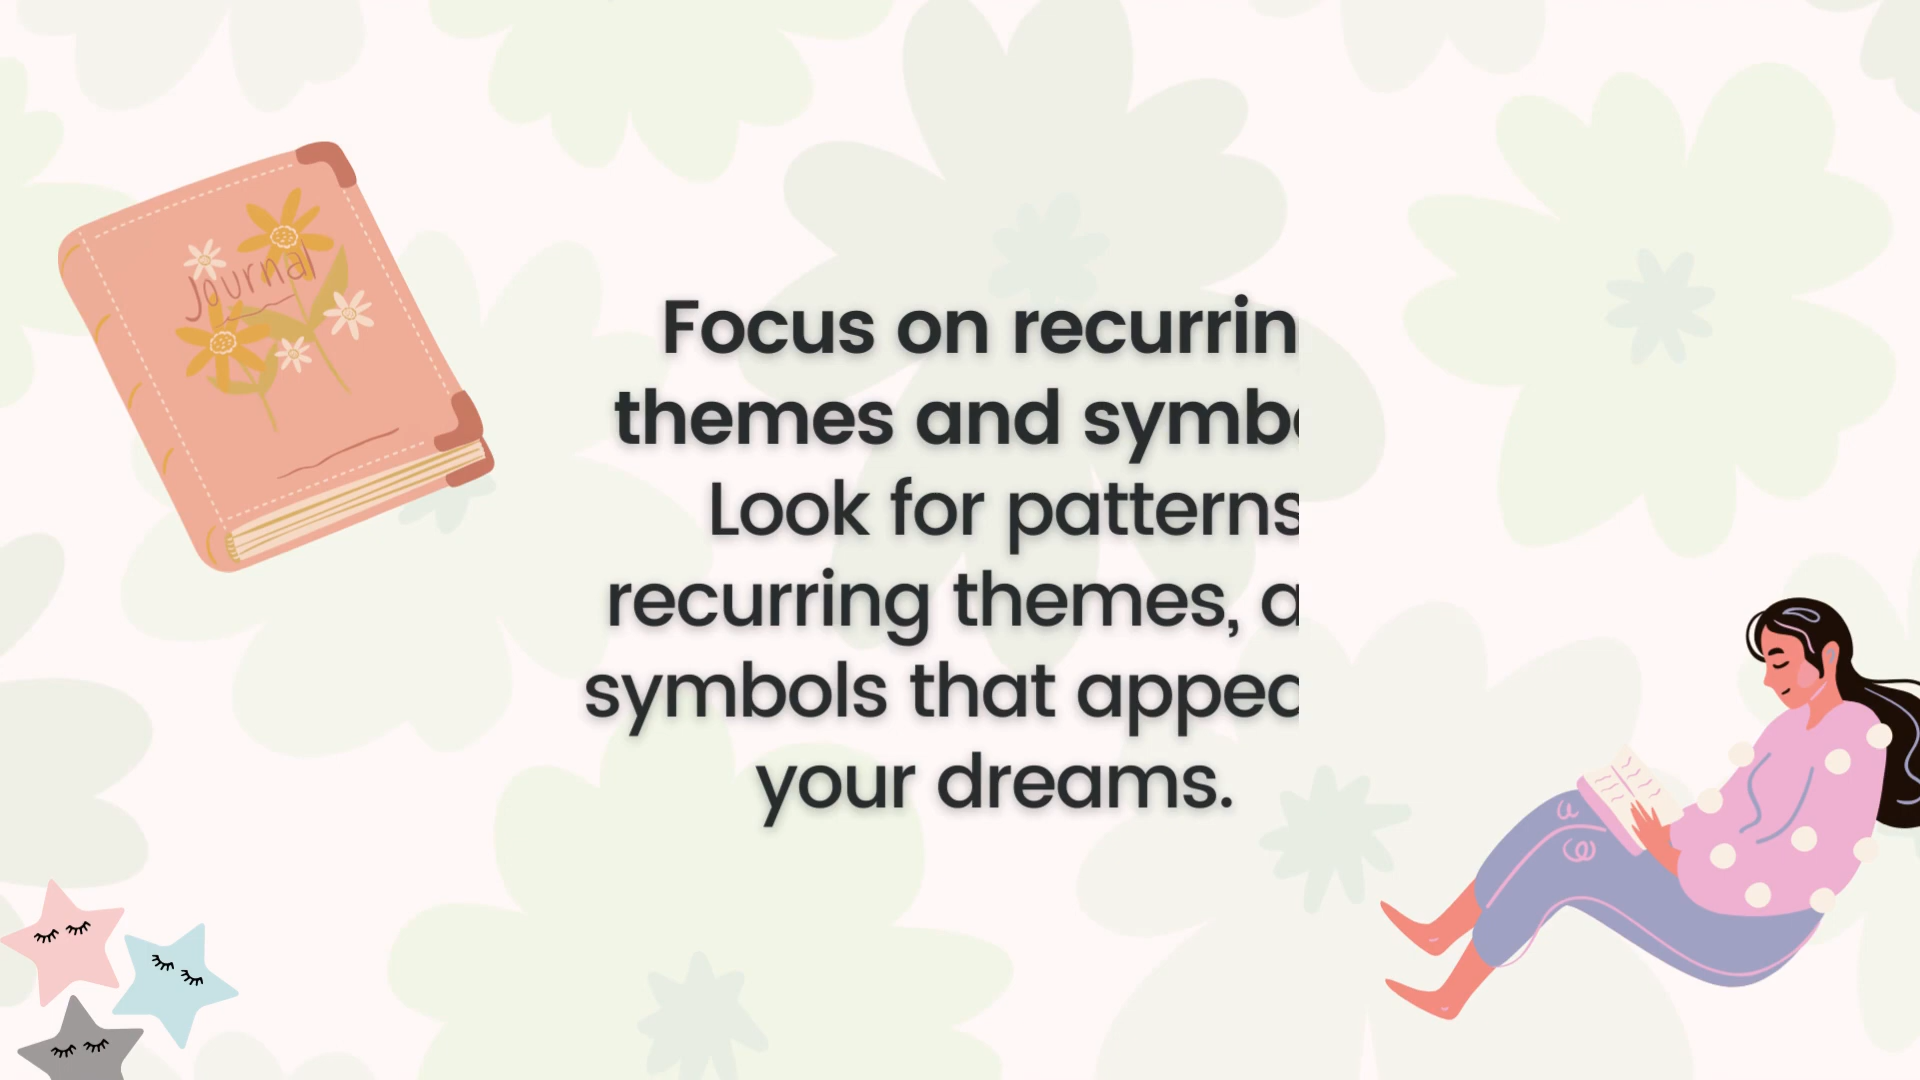 Journal
Focus on recurrin
themes and symb
Look for patterns
recurring themes, a
symbols that appea
your dreams.